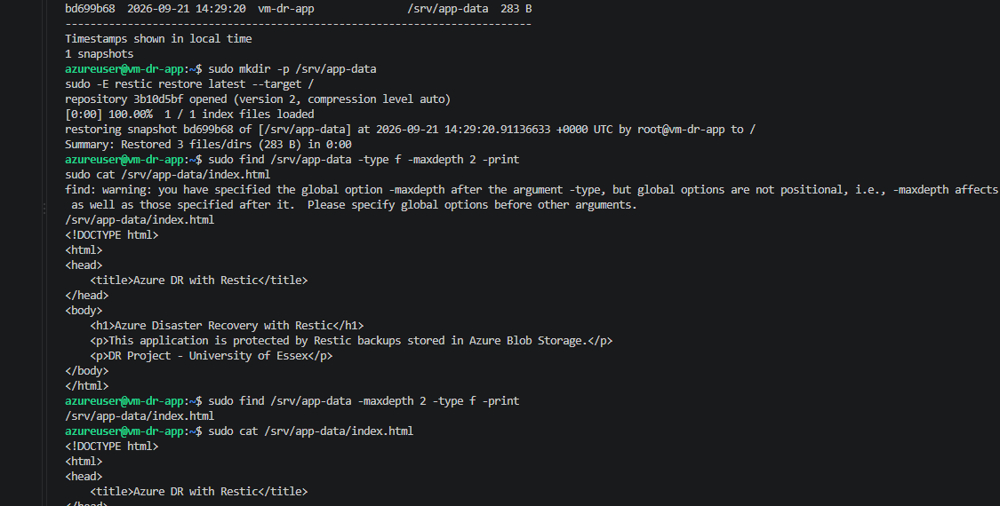 bd699b68  2026-09-21 14:29:20  vm-dr-app              /srv/app-data  283 B
---------------------------------------------------------------------------
Timestamps shown in local time
1 snapshots
azureuser@vm-dr-app:~$ sudo mkdir -p /srv/app-data
sudo -E restic restore latest --target /
repository 3b10d5bf opened (version 2, compression level auto)
[0:00] 100.00%  1 / 1 index files loaded
restoring snapshot bd699b68 of [/srv/app-data] at 2026-09-21 14:29:20.91136633 +0000 UTC by root@vm-dr-app to /
Summary: Restored 3 files/dirs (283 B) in 0:00
azureuser@vm-dr-app:~$ sudo find /srv/app-data -type f -maxdepth 2 -print
sudo cat /srv/app-data/index.html
find: warning: you have specified the global option -maxdepth after the argument -type, but global options are not positional, i.e., -maxdepth affects
 as well as those specified after it.  Please specify global options before other arguments.
/srv/app-data/index.html
<!DOCTYPE html>
<html>
<head>
    <title>Azure DR with Restic</title>
</head>
<body>
    <h1>Azure Disaster Recovery with Restic</h1>
    <p>This application is protected by Restic backups stored in Azure Blob Storage.</p>
    <p>DR Project - University of Essex</p>
</body>
</html>
azureuser@vm-dr-app:~$ sudo find /srv/app-data -maxdepth 2 -type f -print
/srv/app-data/index.html
azureuser@vm-dr-app:~$ sudo cat /srv/app-data/index.html
<!DOCTYPE html>
<html>
<head>
    <title>Azure DR with Restic</title>
</head>